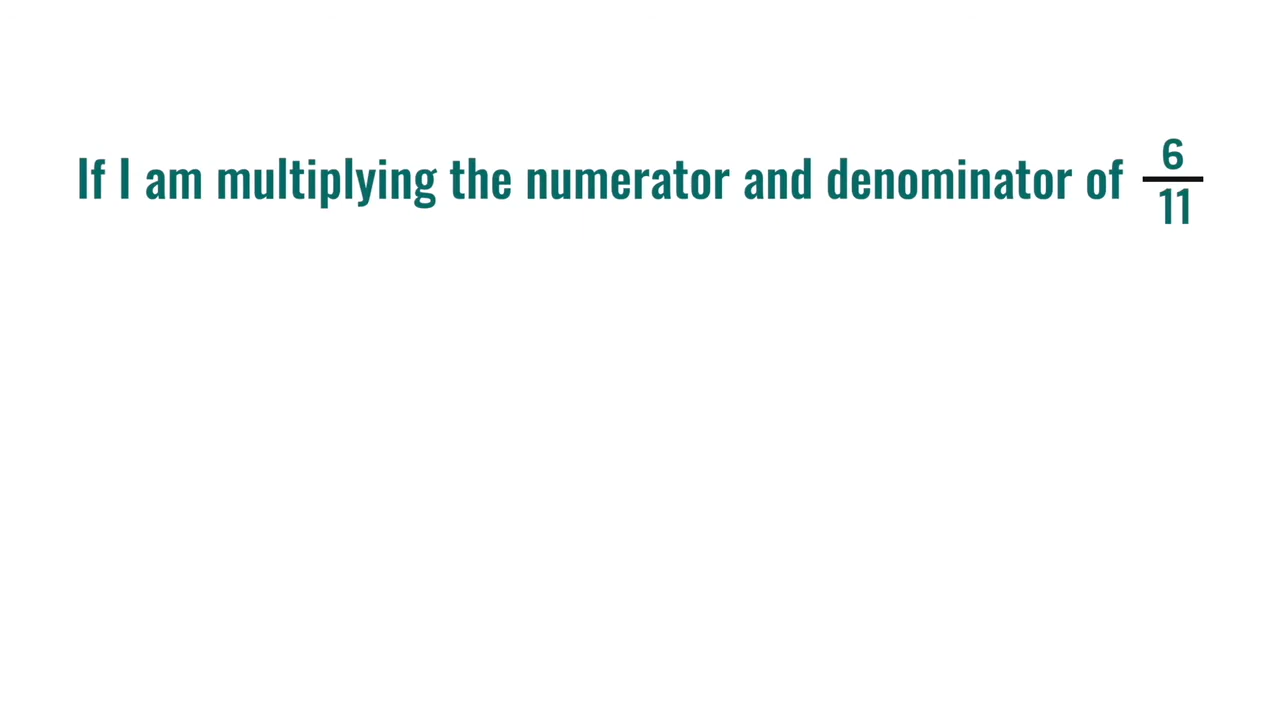 If I am multiplying the numerator and denominator of 6/11